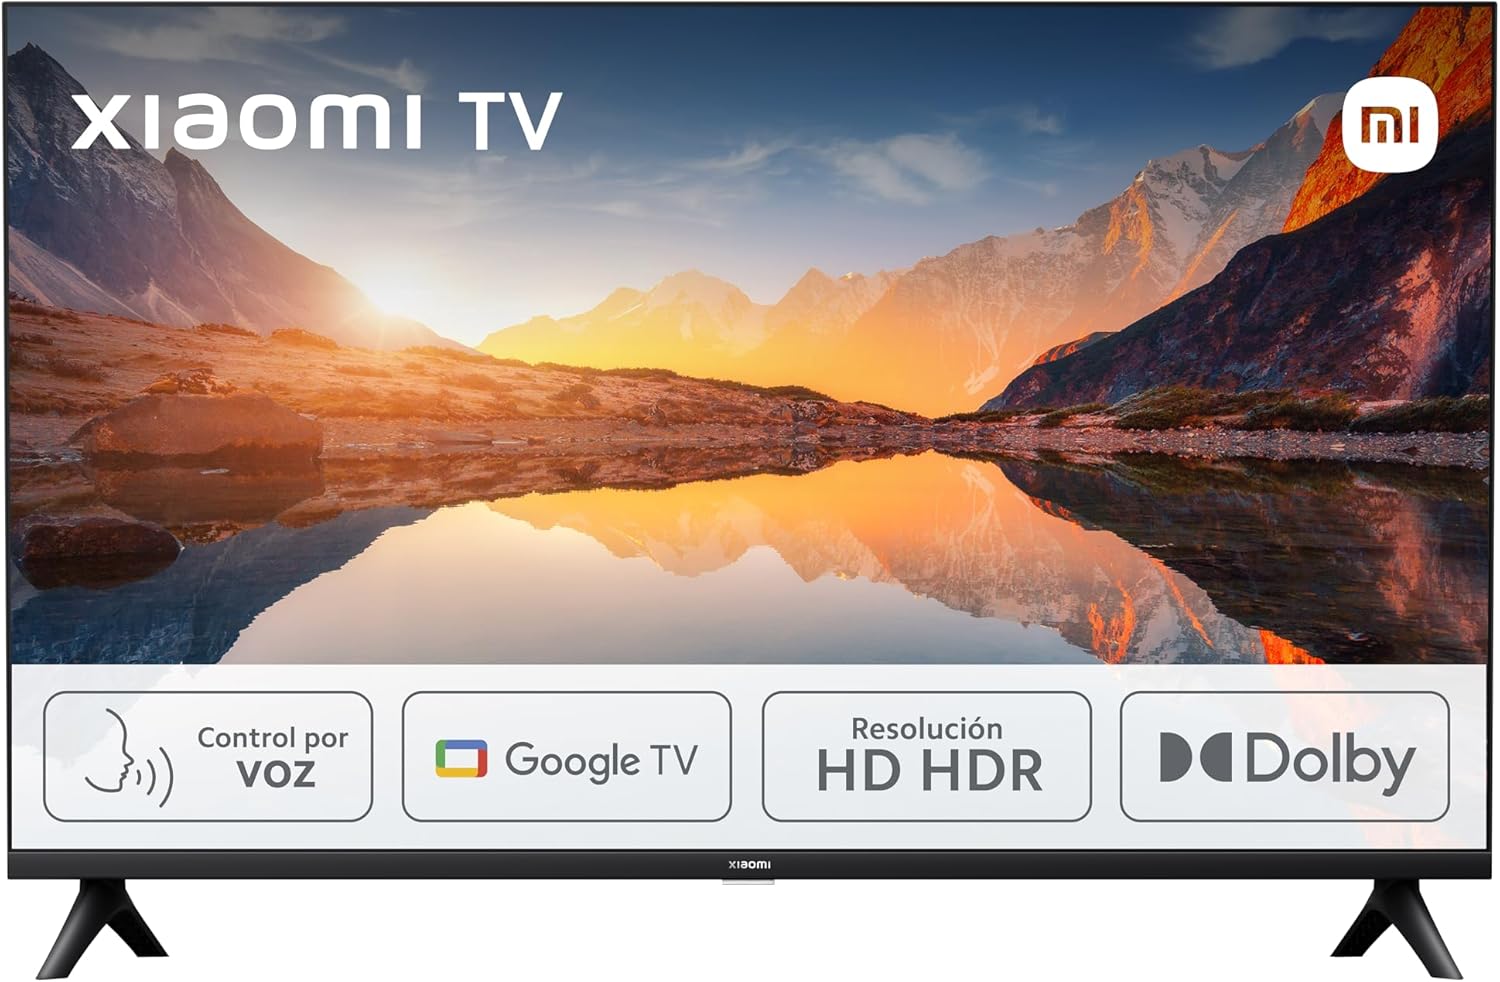 xiaomi TV
mi
Control por
VOZ
Google TV
Resolución
HD HDR
Dolby
xiaomi